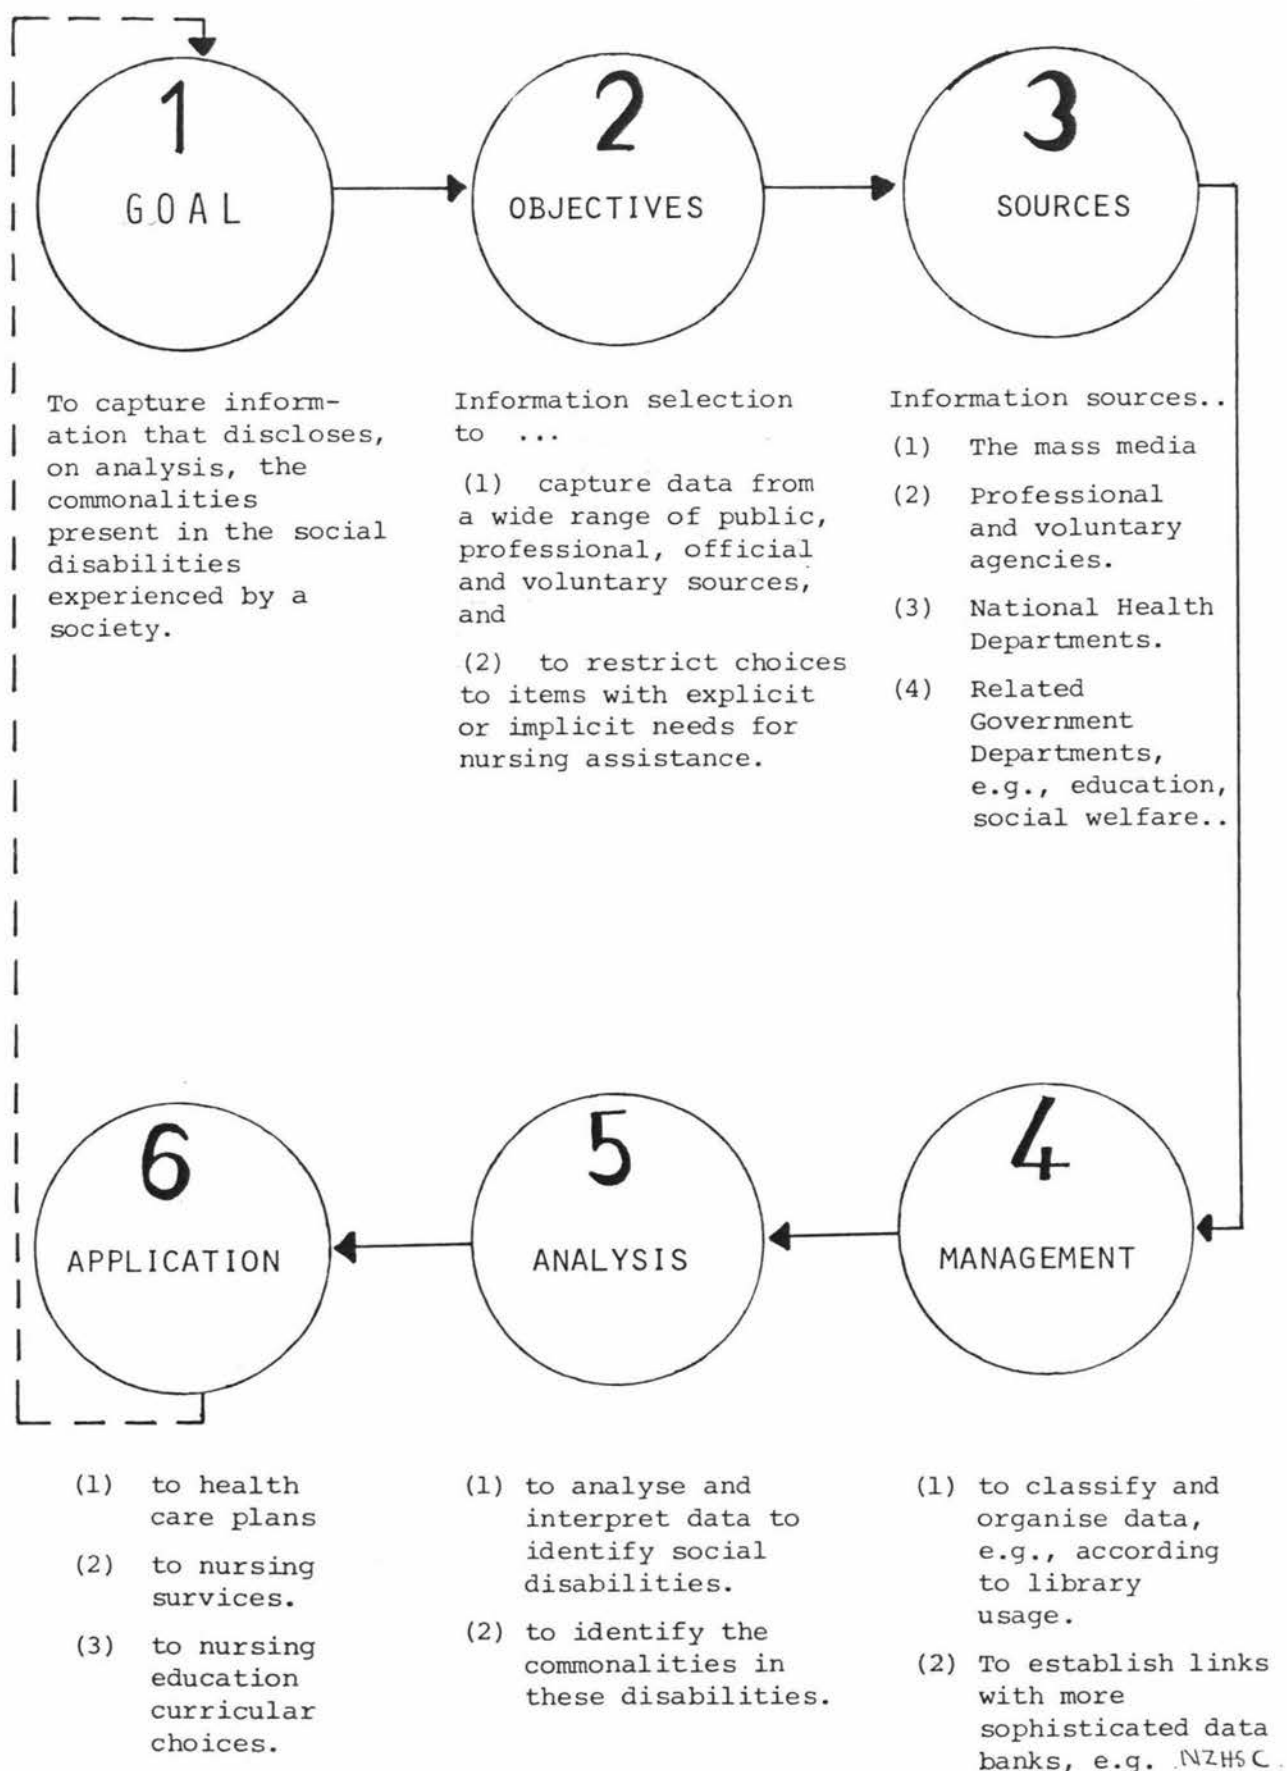 1
GOAL
To capture inform-
ation that discloses,
on analysis, the
commonalities
present in the social
disabilities
experienced by a
society.
2
OBJECTIVES
Information selection
to ...
(1) capture data from
a wide range of public,
professional, official
and voluntary sources,
and
(2) to restrict choices
to items with explicit
or implicit needs for
nursing assistance.
3
SOURCES
Information sources..
(1) The mass media
(2) Professional
and voluntary
agencies.
(3) National Health
Departments.
(4) Related
Government
Departments,
e.g., education,
social welfare..
4
MANAGEMENT
(1) to classify and
organise data,
e.g., according
to library
usage.
(2) To establish links
with more
sophisticated data
banks, e.g. NZHSC.
5
ANALYSIS
(1) to analyse and
interpret data to
identify social
disabilities.
(2) to identify the
commonalities in
these disabilities.
6
APPLICATION
(1) to health
care plans
(2) to nursing
survices.
(3) to nursing
education
curricular
choices.